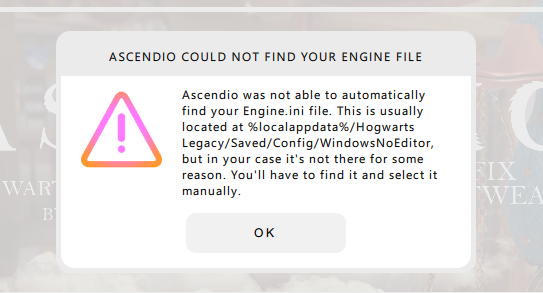 ASCENDIO COULD NOT FIND YOUR ENGINE FILE
Ascendio was not able to automatically
find your Engine.ini file. This is usually
located at %localappdata%/Hogwarts
Legacy/Saved/Config/WindowsNoEditor,
but in your case it's not there for some
reason. You'll have to find it and select it
manually.
OK
FIX